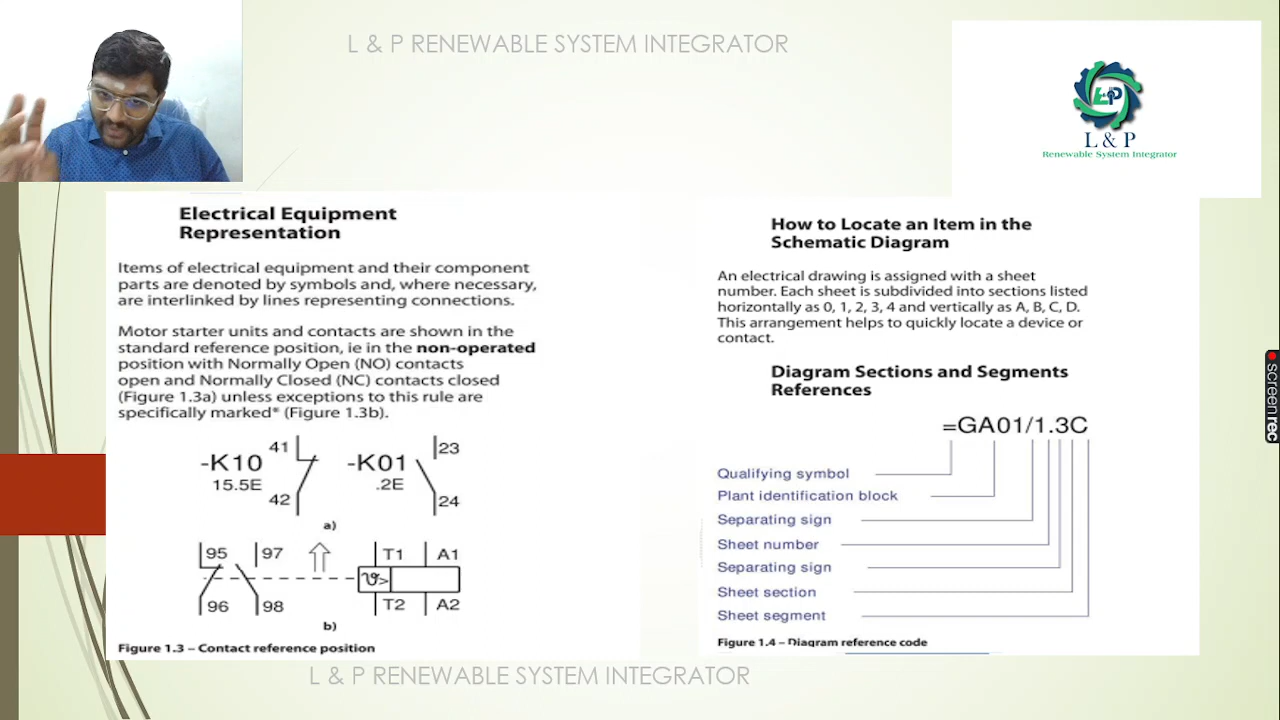 L & P RENEWABLE SYSTEM INTEGRATOR
L&P
L & P
Renewable System Integrator
Electrical Equipment
Representation
Items of electrical equipment and their component
parts are denoted by symbols and, where necessary,
are interlinked by lines representing connections.
Motor starter units and contacts are shown in the
standard reference position, ie in the non-operated
position with Normally Open (NO) contacts
open and Normally Closed (NC) contacts closed
(Figure 1.3a) unless exceptions to this rule are
specifically marked* (Figure 1.3b).
-K10
15.5E
41
42
-K01
.2E
23
24
a)
95
97
96
98
T1
A1
ϑ>
T2
A2
b)
Figure 1.3 – Contact reference position
How to Locate an Item in the
Schematic Diagram
An electrical drawing is assigned with a sheet
number. Each sheet is subdivided into sections listed
horizontally as 0, 1, 2, 3, 4 and vertically as A, B, C, D.
This arrangement helps to quickly locate a device or
contact.
Diagram Sections and Segments
References
=GA01/1.3C
Qualifying symbol
Plant identification block
Separating sign
Sheet number
Separating sign
Sheet section
Sheet segment
Figure 1.4 – Diagram reference code
L & P RENEWABLE SYSTEM INTEGRATOR
screenrec